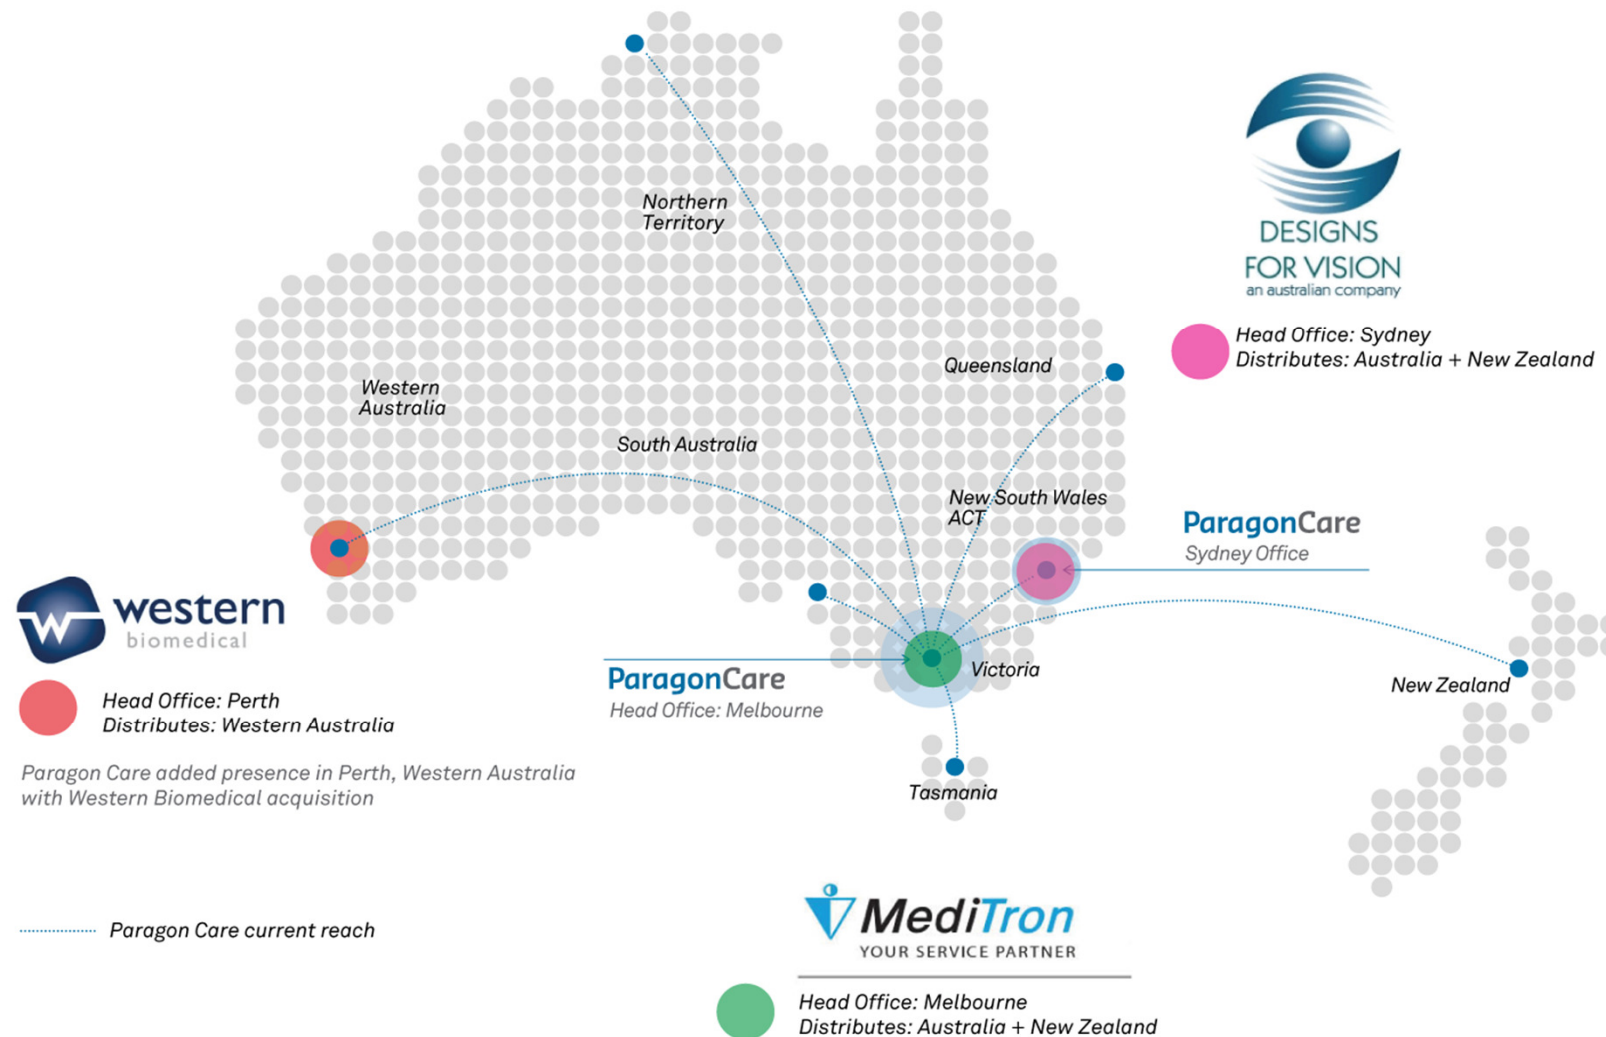 Northern
Territory
DESIGNS
FOR VISION
an australian company
Head Office: Sydney
Distributes: Australia + New Zealand
Queensland
Western
Australia
South Australia
New South Wales
ACT
ParagonCare
Sydney Office
western
biomedical
Head Office: Perth
Distributes: Western Australia
Paragon Care added presence in Perth, Western Australia
with Western Biomedical acquisition
ParagonCare
Head Office: Melbourne
Victoria
New Zealand
Tasmania
Paragon Care current reach
MediTron
YOUR SERVICE PARTNER
Head Office: Melbourne
Distributes: Australia + New Zealand